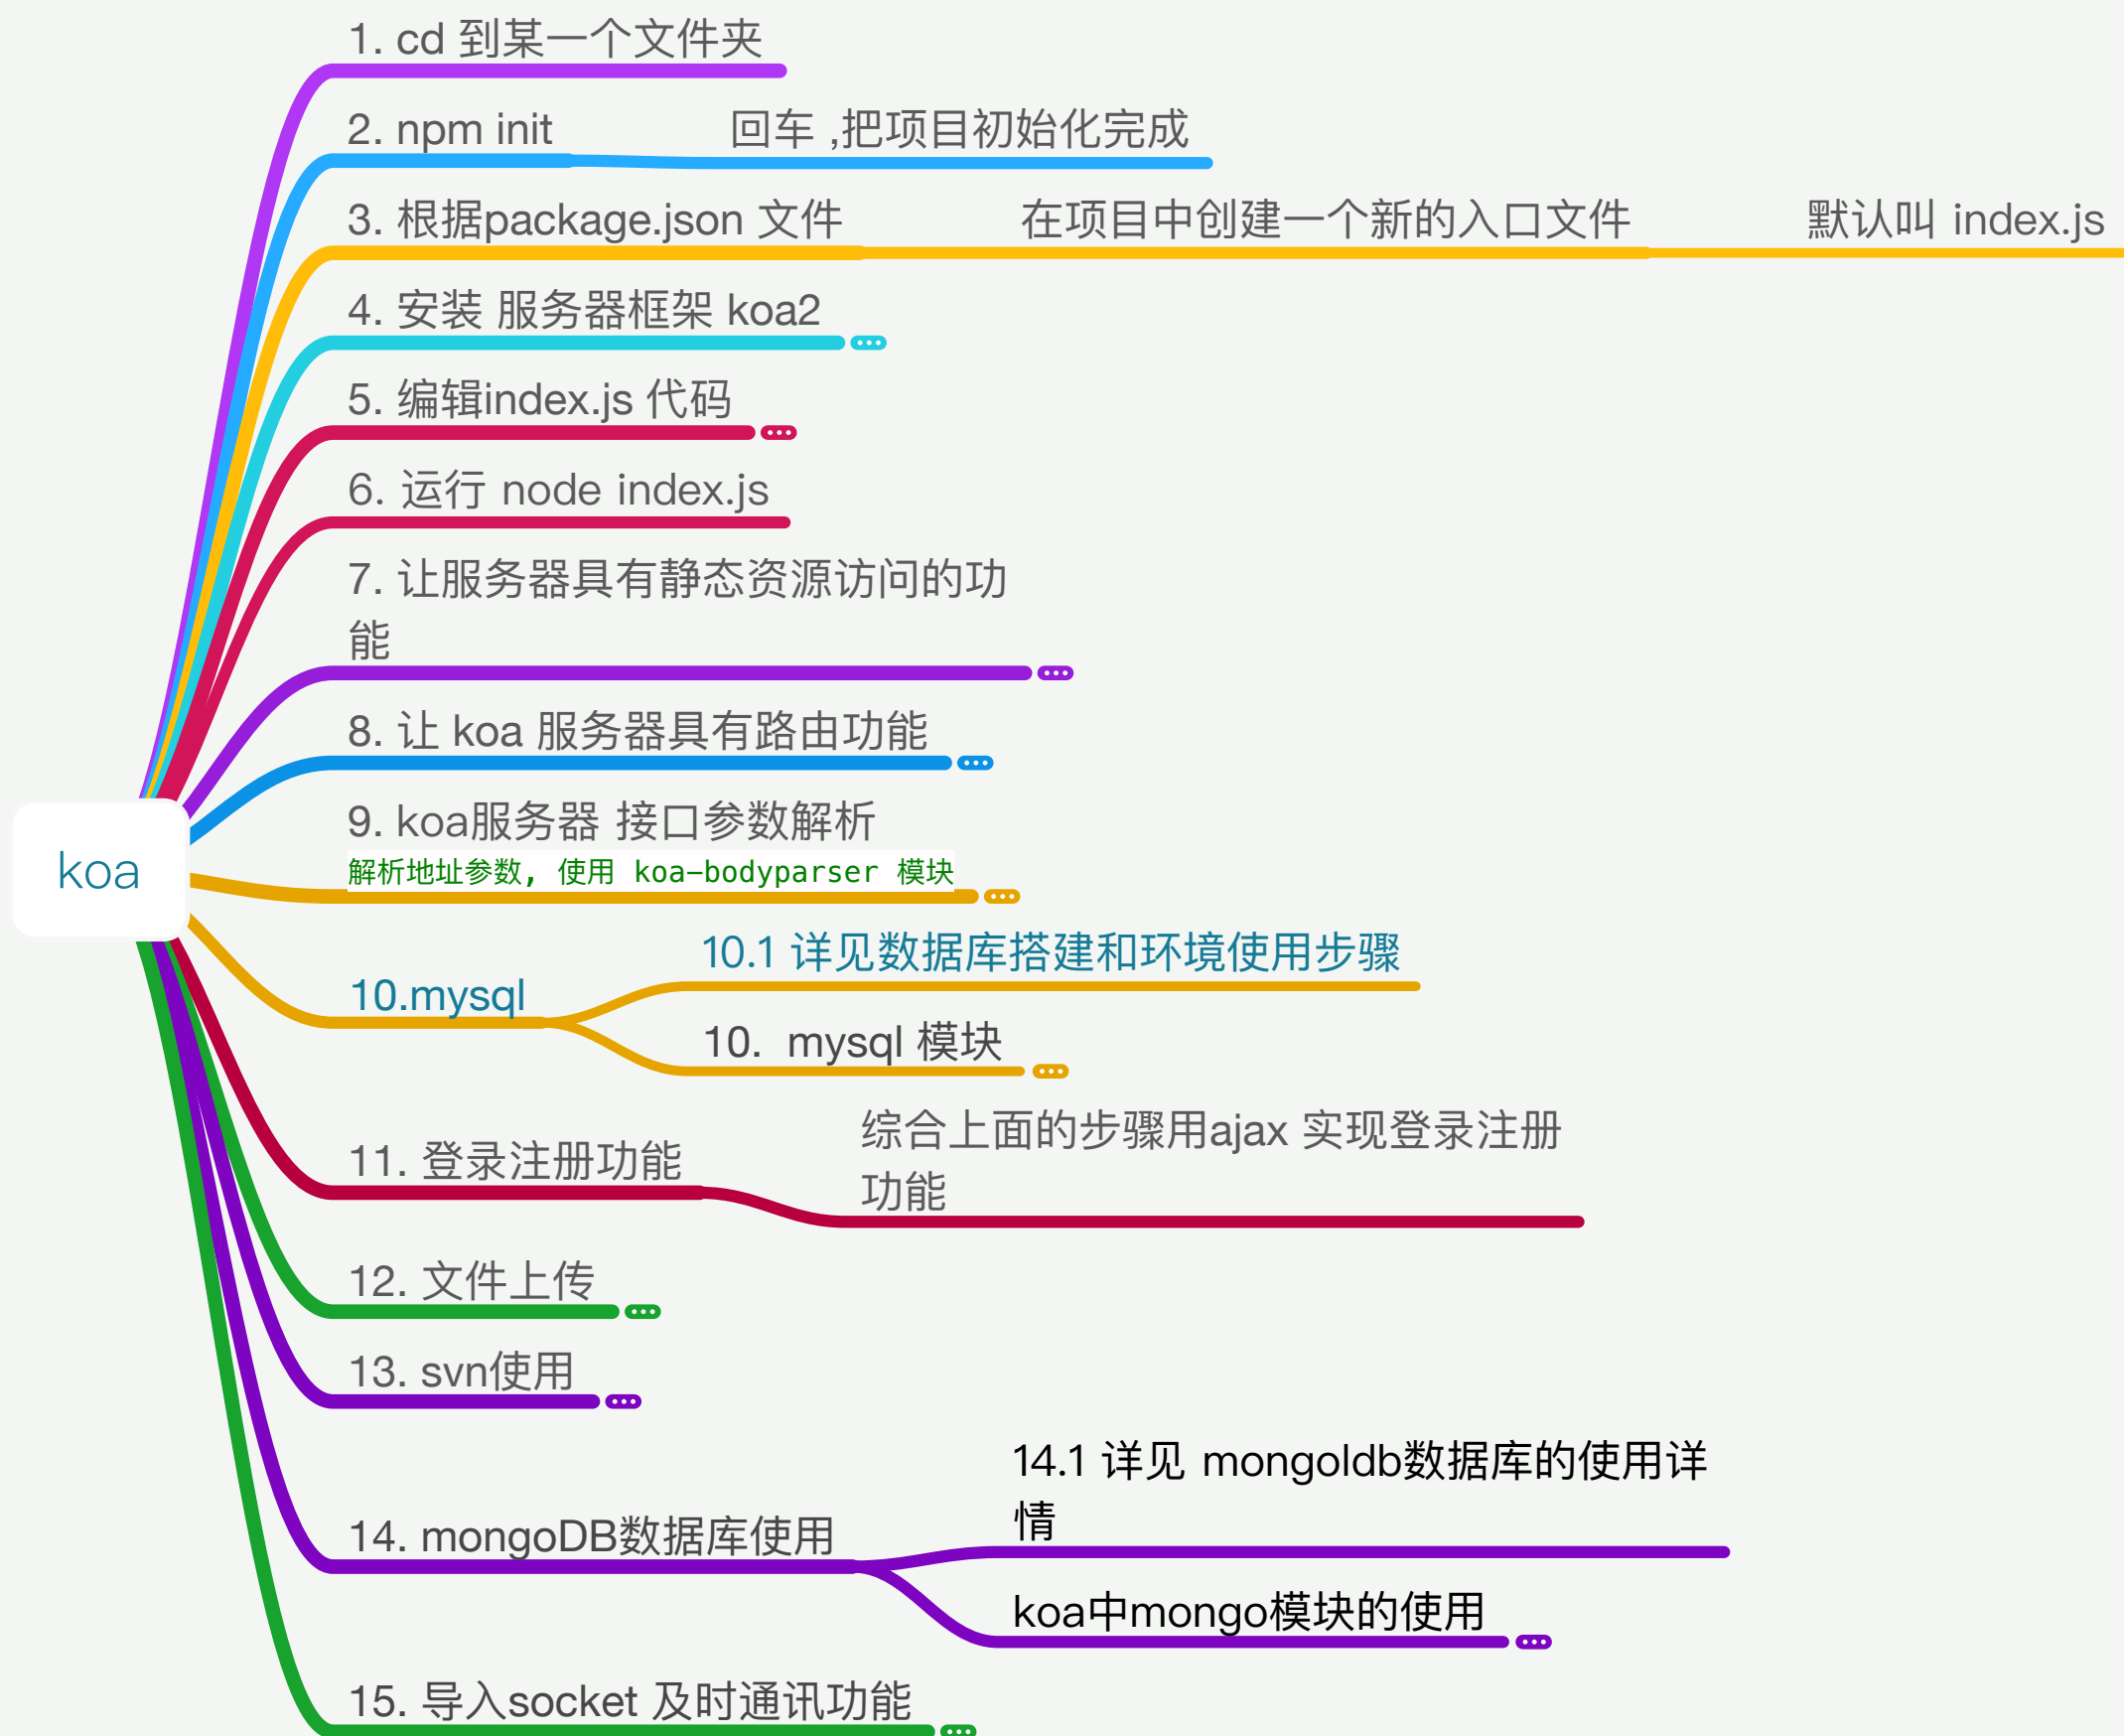 1. cd 到某一个文件夹
2. npm init
回车 ,把项目初始化完成
3. 根据package.json 文件
在项目中创建一个新的入口文件
默认叫 index.js
4. 安装 服务器框架 koa2
5. 编辑index.js 代码
6. 运行 node index.js
7. 让服务器具有静态资源访问的功
能
8. 让 koa 服务器具有路由功能
koa
9. koa服务器 接口参数解析
解析地址参数, 使用 koa-bodyparser 模块
10.mysql
10.1 详见数据库搭建和环境使用步骤
10. mysql 模块
11. 登录注册功能
综合上面的步骤用ajax 实现登录注册
功能
12. 文件上传
13. svn使用
14. mongoDB数据库使用
14.1 详见 mongoldb数据库的使用详
情
koa中mongo模块的使用
15. 导入socket 及时通讯功能